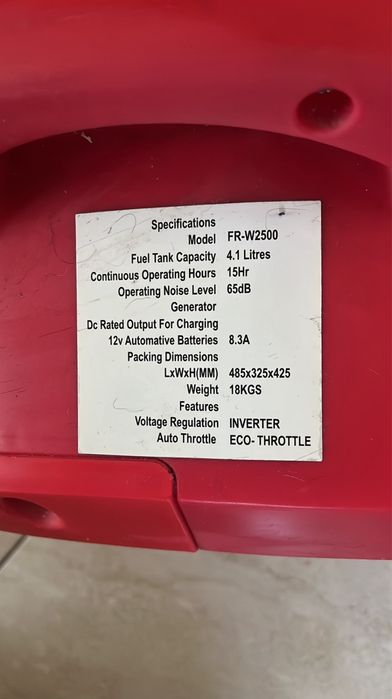 Specifications
Model FR-W2500
Fuel Tank Capacity 4.1 Litres
Continuous Operating Hours 15Hr
Operating Noise Level 65dB
Generator
Dc Rated Output For Charging
12v Automative Batteries 8.3A
Packing Dimensions
LxWxH(MM) 485x325x425
Weight 18KGS
Features
Voltage Regulation INVERTER
Auto Throttle ECO- THROTTLE